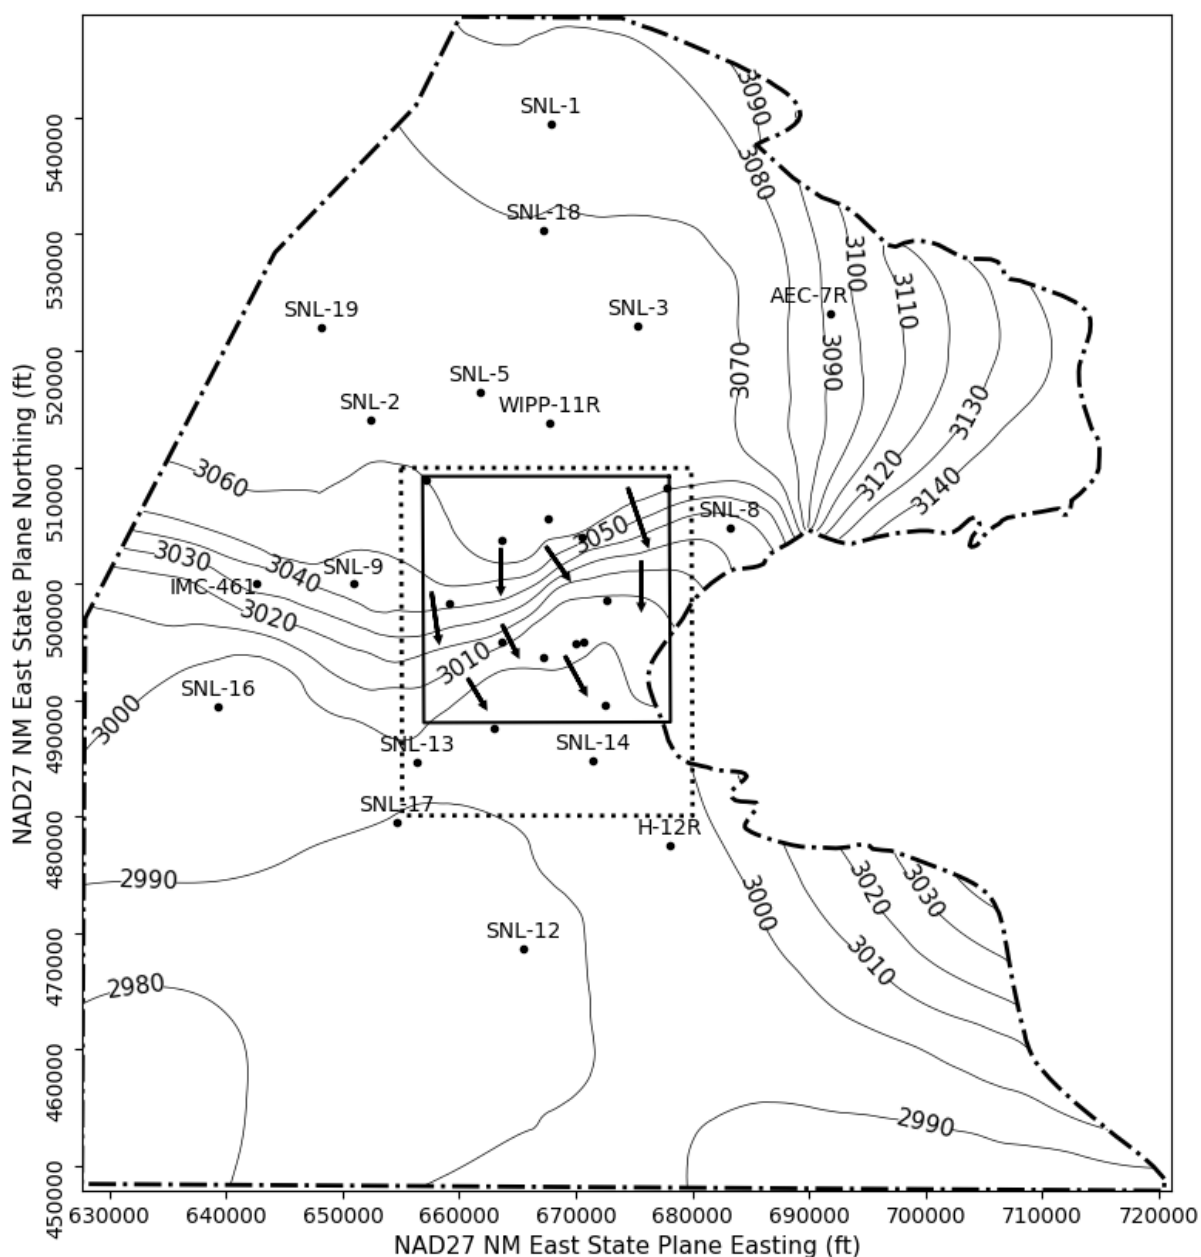 SNL-1
3090
3080
SNL-18
3100
AEC-7R
3110
SNL-19
SNL-3
3070
3090
SNL-5
SNL-2
WIPP-11R
3130
3060
3120
3140
3050
SNL-8
3030
3040
SNL-9
IMC-461
3020
3010
SNL-16
3000
SNL-13
SNL-14
SNL-17
H-12R
2990
3000
3020
3030
SNL-12
3010
2980
2990
540000
530000
520000
510000
500000
490000
480000
470000
460000
450000
NAD27 NM East State Plane Northing (ft)
630000 640000 650000 660000 670000 680000 690000 700000 710000 720000
NAD27 NM East State Plane Easting (ft)